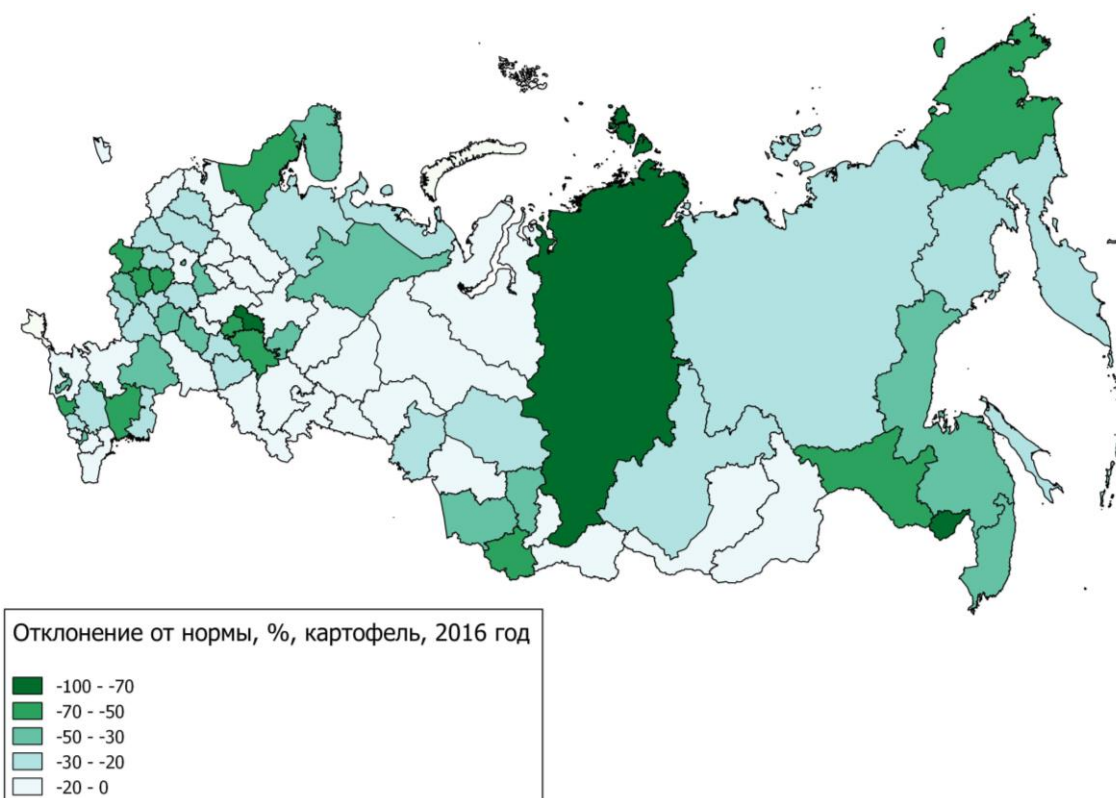 Отклонение от нормы, %, картофель, 2016 год
-100 - -70
-70 - -50
-50 - -30
-30 - -20
-20 - 0